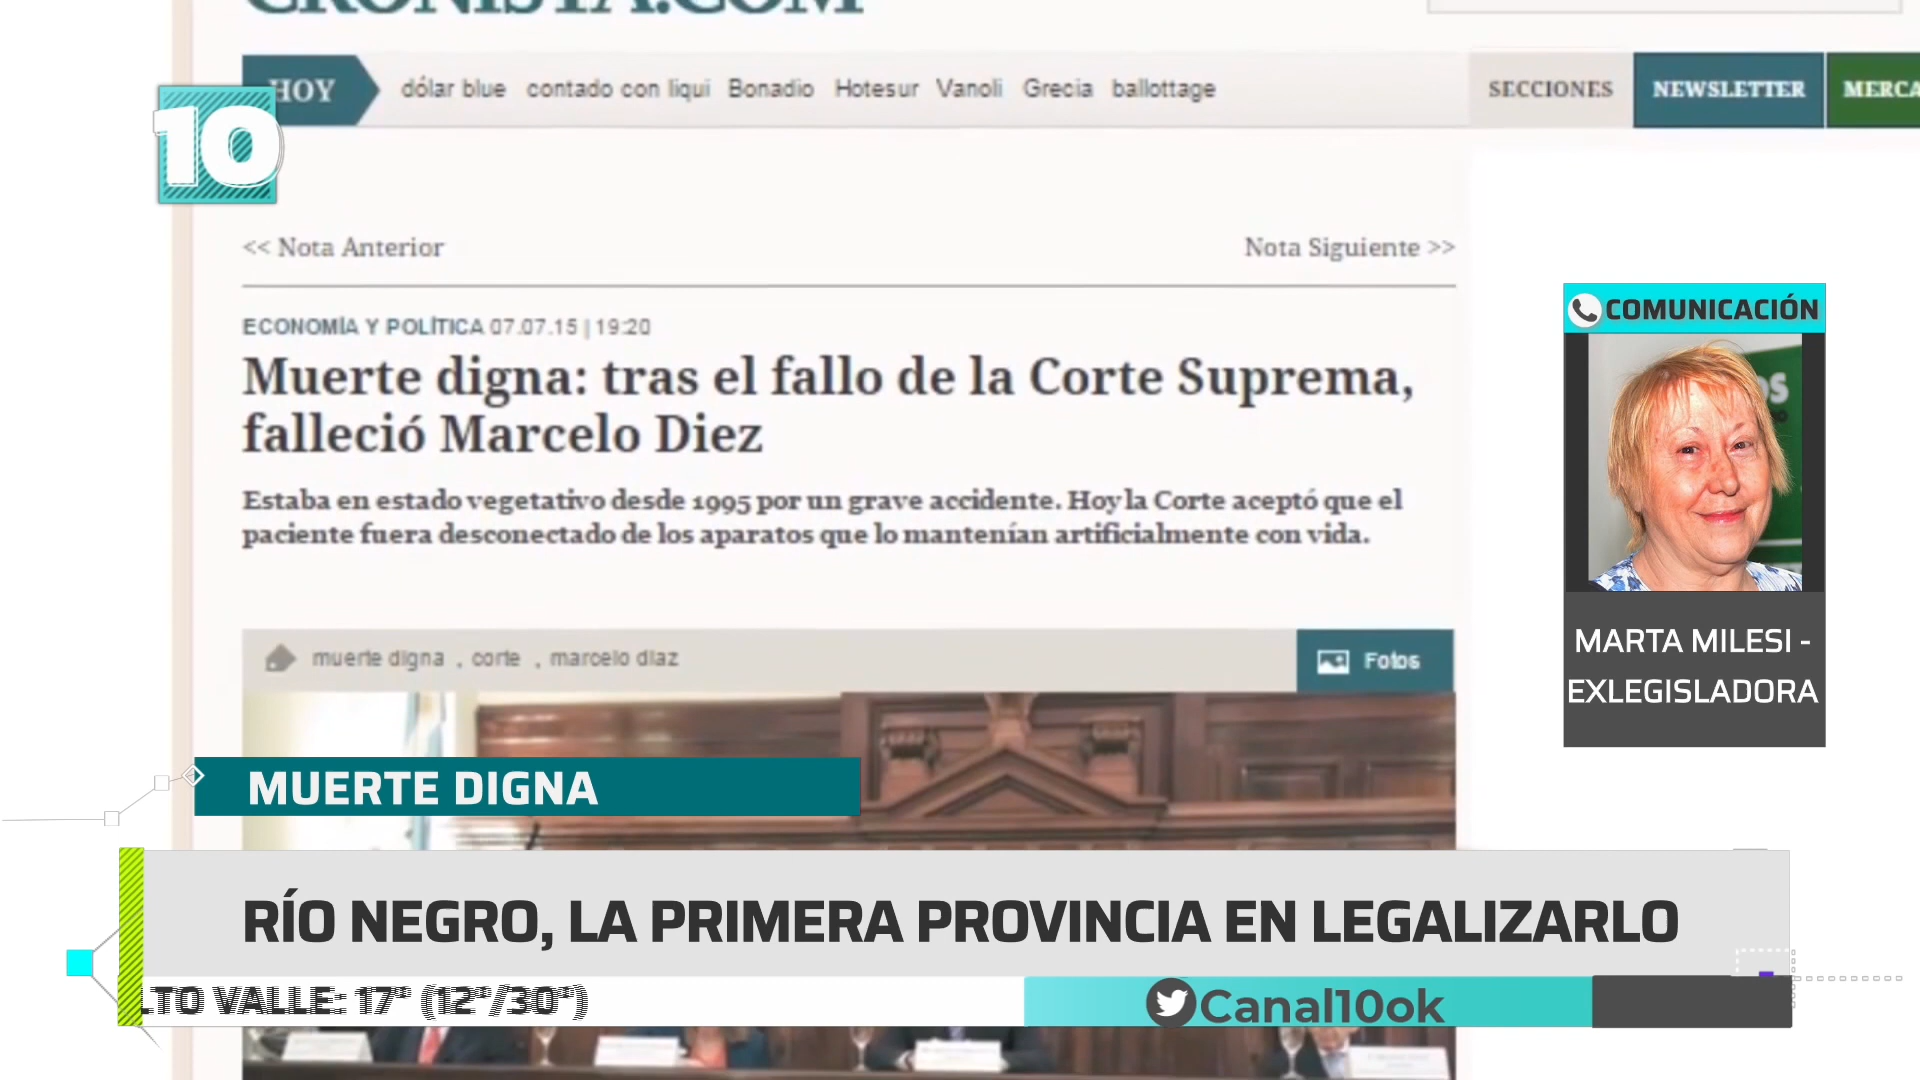 CRONISTA.COM
HOY
dólar blue contado con liqui Bonadio Hotesur Vanoli Grecia ballottage
SECCIONES
NEWSLETTER
MERCA
10
<< Nota Anterior
Nota Siguiente >>
ECONOMÍA Y POLÍTICA 07.07.15 | 19:20
Muerte digna: tras el fallo de la Corte Suprema,
falleció Marcelo Diez
Estaba en estado vegetativo desde 1995 por un grave accidente. Hoy la Corte aceptó que el
paciente fuera desconectado de los aparatos que lo mantenían artificialmente con vida.
muerte digna , corte , marcelo diaz
Fotos
COMUNICACIÓN
OS
MARTA MILESI -
EXLEGISLADORA
MUERTE DIGNA
RÍO NEGRO, LA PRIMERA PROVINCIA EN LEGALIZARLO
LTO VALLE: 17° (12°/30°)
Canal10ok